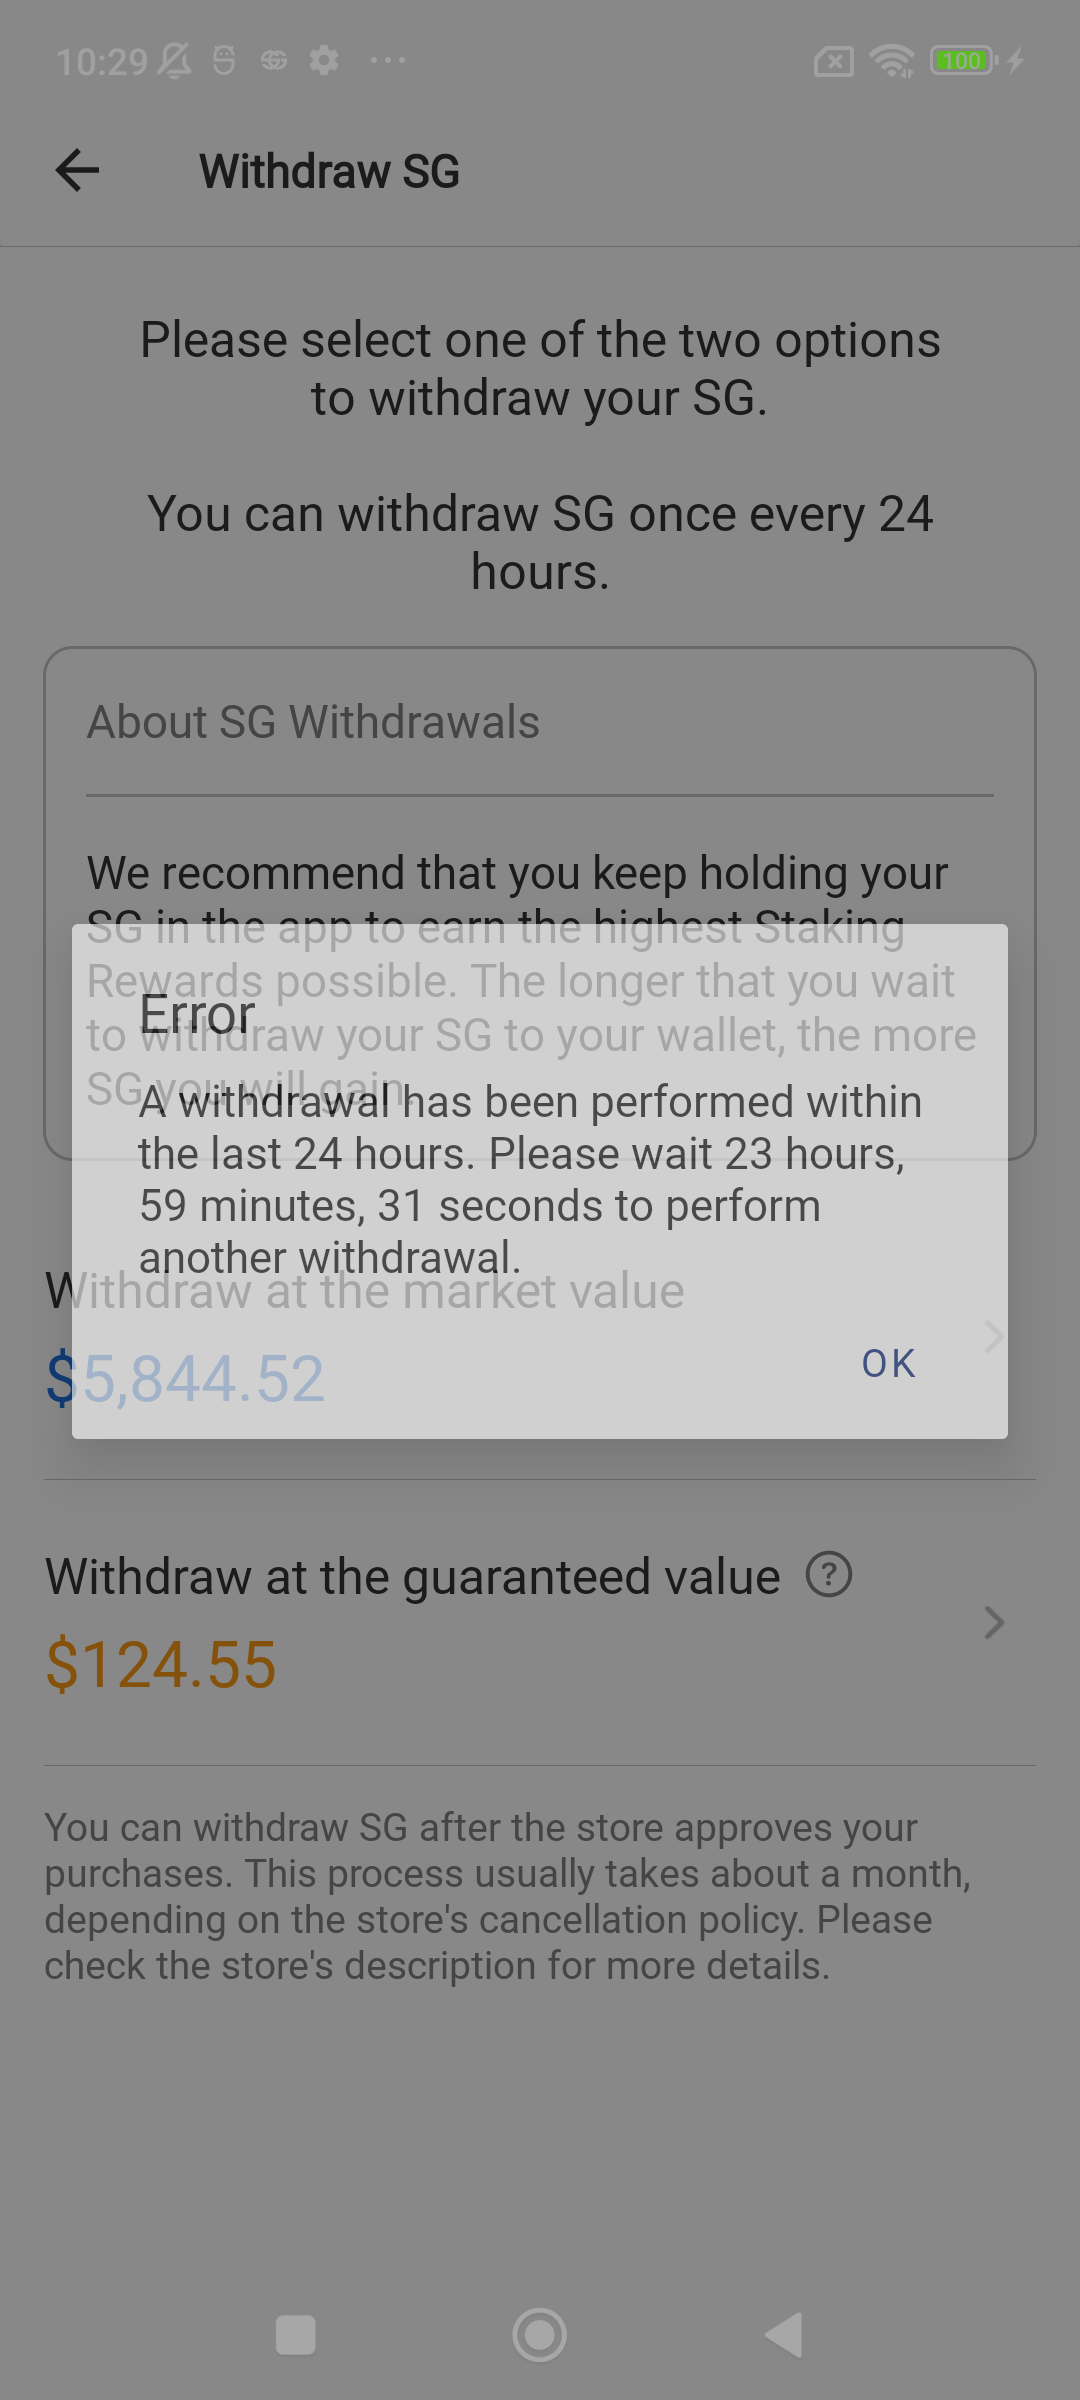 10:29
100
Withdraw SG
Please select one of the two options
to withdraw your SG.
You can withdraw SG once every 24
hours.
About SG Withdrawals
We recommend that you keep holding your
SG in the app to earn the highest Staking
Rewards possible. The longer that you wait
to withdraw your SG to your wallet, the more
SG you will gain.
Error
A withdrawal has been performed within
the last 24 hours. Please wait 23 hours,
59 minutes, 31 seconds to perform
another withdrawal.
OK
Withdraw at the market value
$5,844.52
Withdraw at the guaranteed value ?
$124.55
You can withdraw SG after the store approves your
purchases. This process usually takes about a month,
depending on the store's cancellation policy. Please
check the store's description for more details.